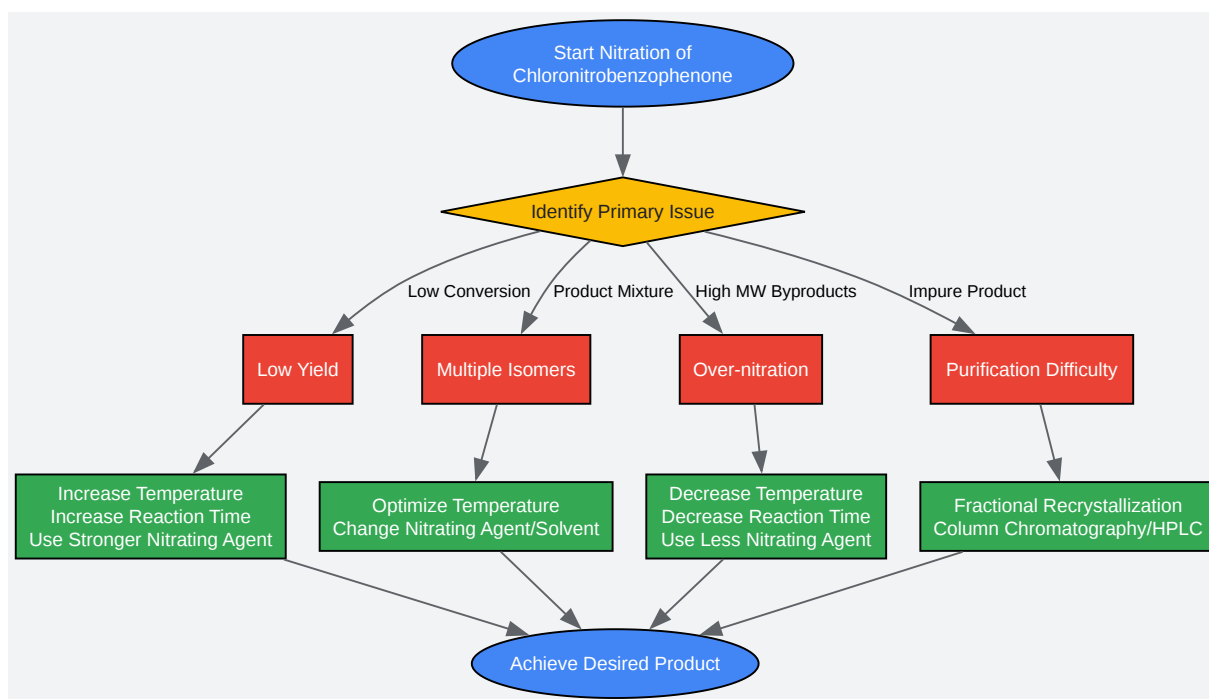 Start Nitration of
Chloronitrobenzophenone
Identify Primary Issue
Low Conversion
Product Mixture
High MW Byproducts
Impure Product
Low Yield
Multiple Isomers
Over-nitration
Purification Difficulty
Increase Temperature
Increase Reaction Time
Use Stronger Nitrating Agent
Optimize Temperature
Change Nitrating Agent/Solvent
Decrease Temperature
Decrease Reaction Time
Use Less Nitrating Agent
Fractional Recrystallization
Column Chromatography/HPLC
Achieve Desired Product